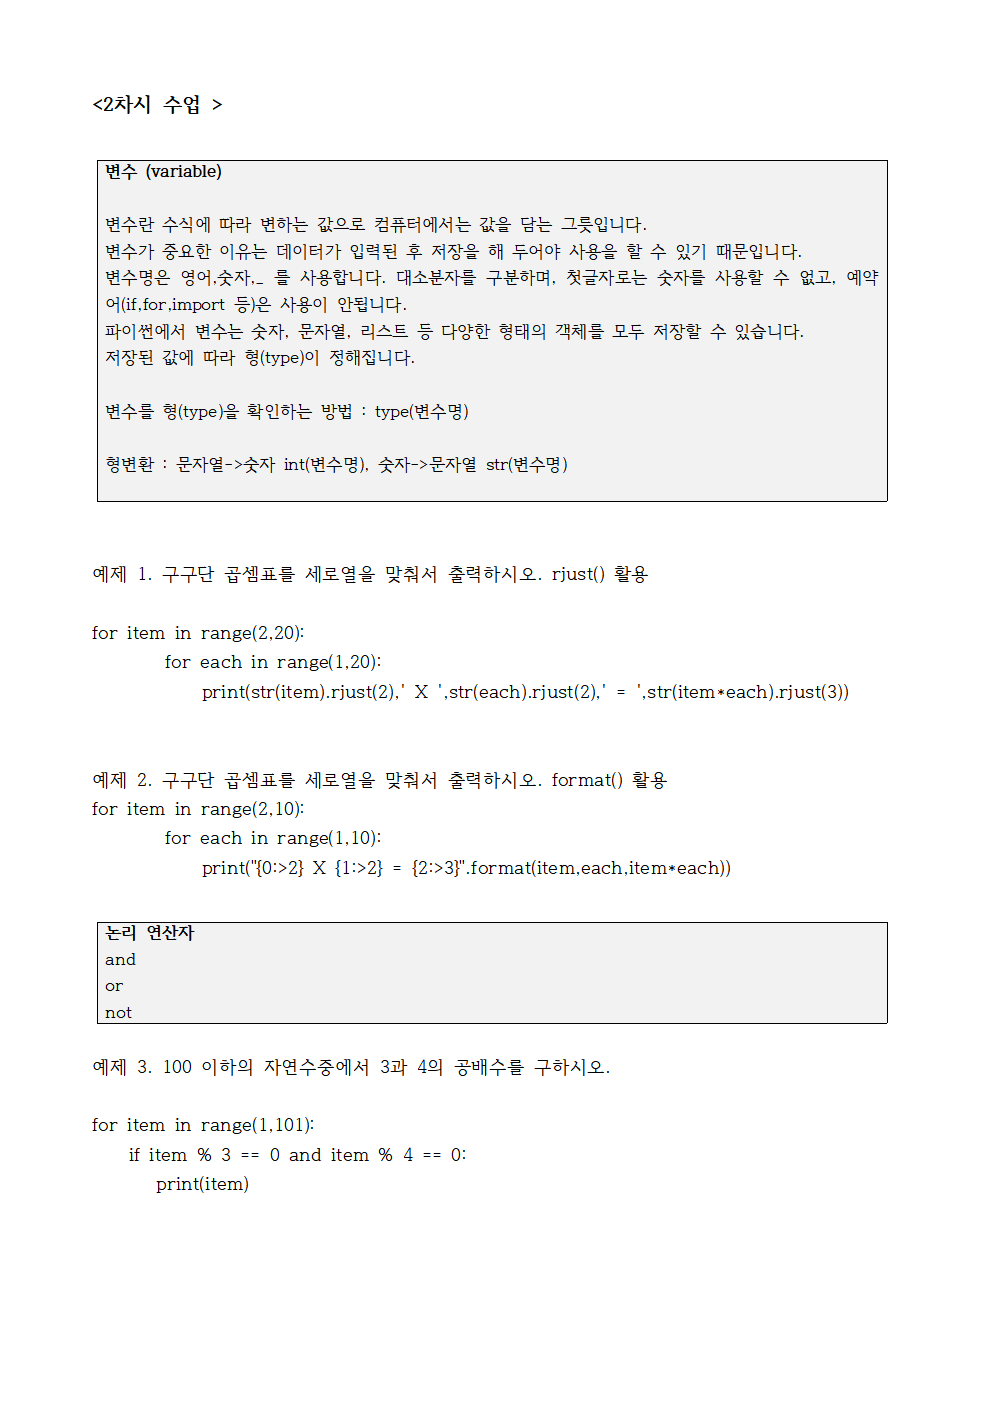 <2차시 수업 >
변수 (variable)
변수란 수식에 따라 변하는 값으로 컴퓨터에서는 값을 담는 그릇입니다.
변수가 중요한 이유는 데이터가 입력된 후 저장을 해 두어야 사용을 할 수 있기 때문입니다.
변수명은 영어,숫자,_ 를 사용합니다. 대소분자를 구분하며, 첫글자로는 숫자를 사용할 수 없고, 예약
어(if,for,import 등)은 사용이 안됩니다.
파이썬에서 변수는 숫자, 문자열, 리스트 등 다양한 형태의 객체를 모두 저장할 수 있습니다.
저장된 값에 따라 형(type)이 정해집니다.
변수를 형(type)을 확인하는 방법 : type(변수명)
형변환 : 문자열->숫자 int(변수명), 숫자->문자열 str(변수명)
예제 1. 구구단 곱셈표를 세로열을 맞춰서 출력하시오. rjust() 활용
for item in range(2,20):
for each in range(1,20):
print(str(item).rjust(2),' X ',str(each).rjust(2),' = ',str(item*each).rjust(3))
예제 2. 구구단 곱셈표를 세로열을 맞춰서 출력하시오. format() 활용
for item in range(2,10):
for each in range(1,10):
print("{0:>2} X {1:>2} = {2:>3}".format(item,each,item*each))
논리 연산자
and
or
not
예제 3. 100 이하의 자연수중에서 3과 4의 공배수를 구하시오.
for item in range(1,101):
if item % 3 == 0 and item % 4 == 0:
print(item)